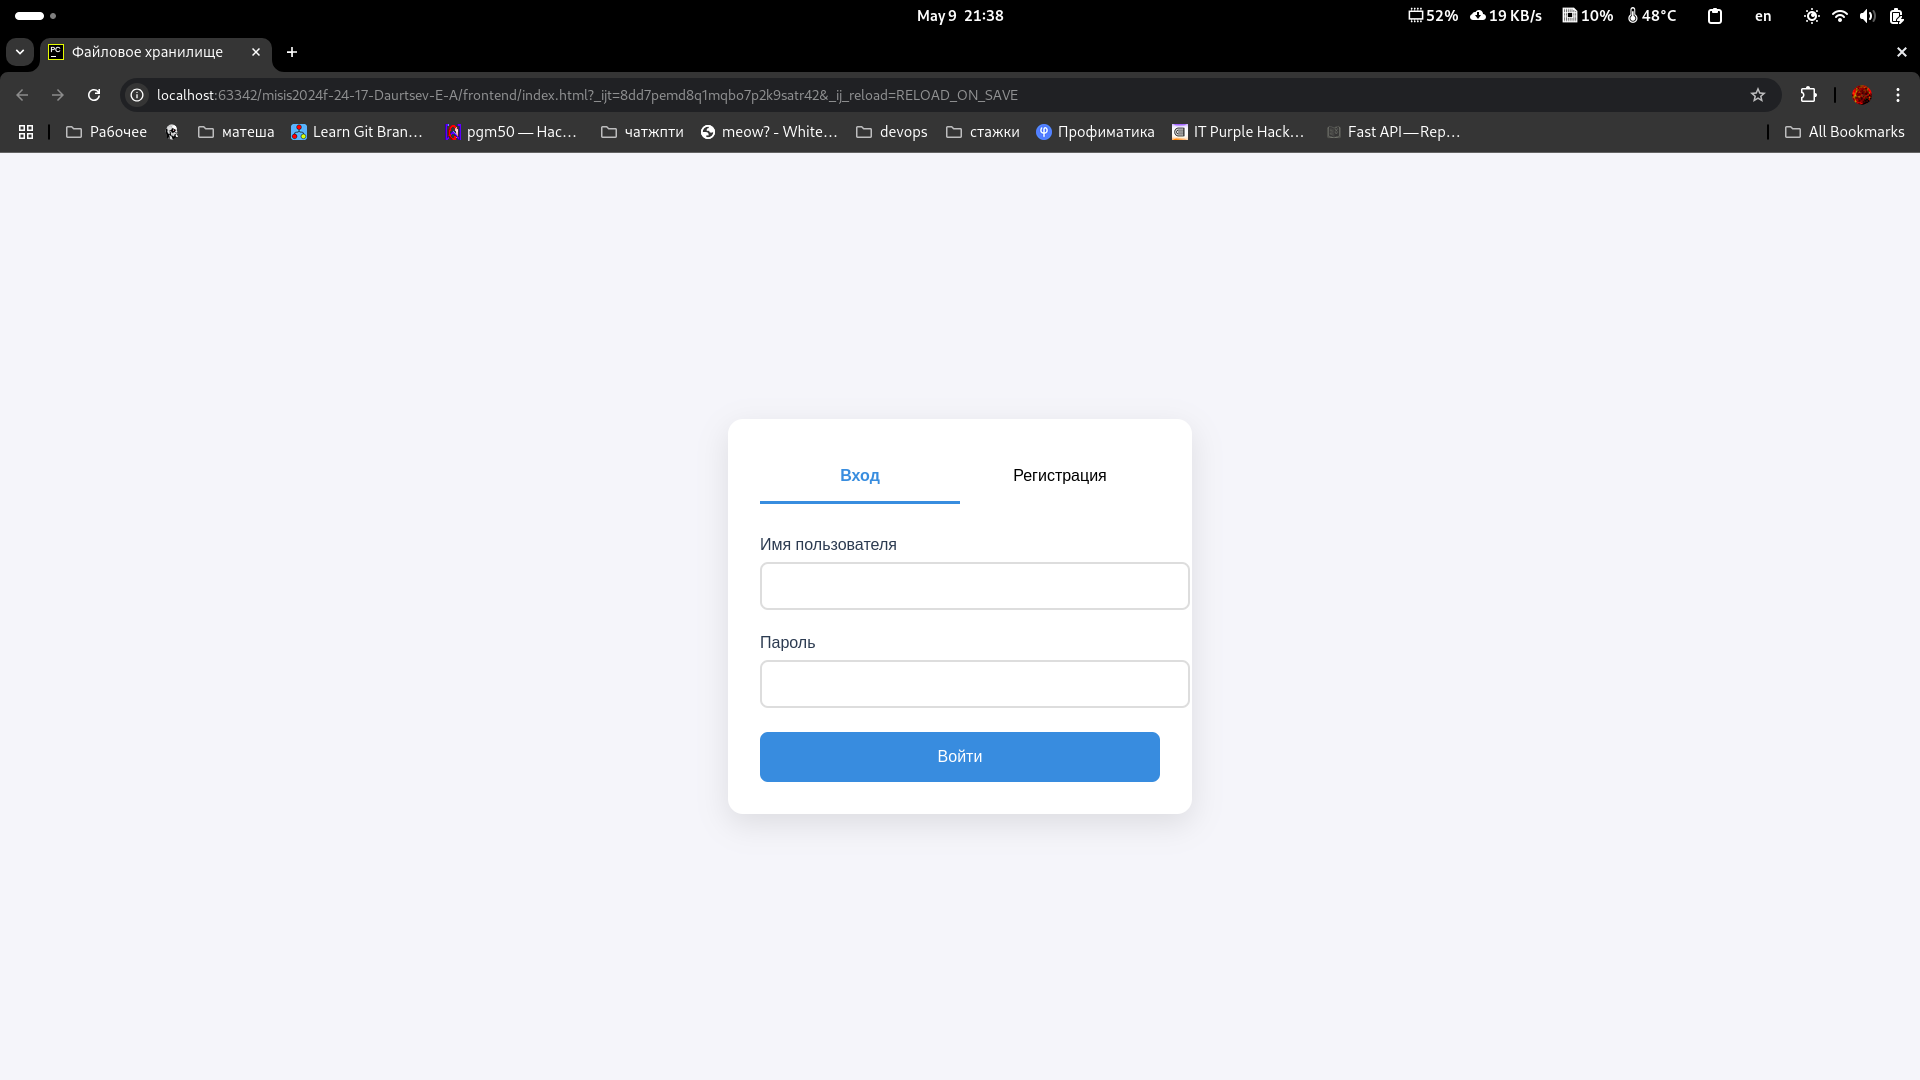 May 9 21:38
52% 19 KB/s 10% 48°C en
Файловое хранилище
localhost:63342/misis2024f-24-17-Daurtsev-E-A/frontend/index.html?_ijt=8dd7pemd8q1mqbo7p2k9satr42&_ij_reload=RELOAD_ON_SAVE
Рабочее матеша Learn Git Bran… pgm50 — Hac… чатжпти meow? - White… devops стажки Профиматика IT Purple Hack… Fast API — Rep… All Bookmarks
Вход Регистрация
Имя пользователя
Пароль
Войти